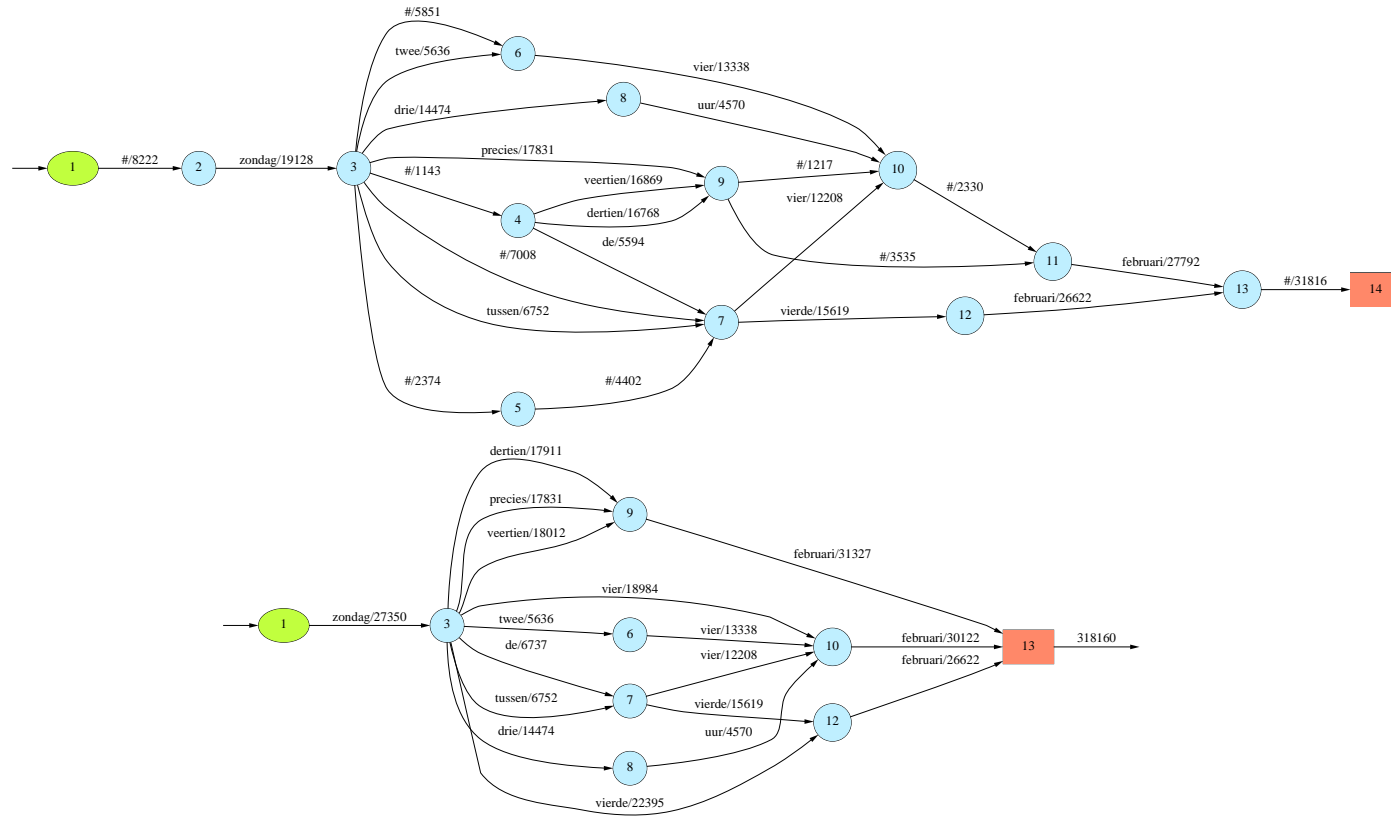 #/5851
twee/5636
6
vier/13338
drie/14474
8
uur/4570
1
#/8222
2
zondag/19128
3
precies/17831
#/1143
veertien/16869
dertien/16768
9
#/1217
vier/12208
10
#/2330
4
de/5594
#/7008
#/3535
11
februari/27792
13
#/31816
14
tussen/6752
7
vierde/15619
12
februari/26622
#/2374
5
#/4402
dertien/17911
precies/17831
veertien/18012
9
februari/31327
1
zondag/27350
3
vier/18984
twee/5636
6
vier/13338
de/6737
vier/12208
10
februari/30122
februari/26622
13
318160
tussen/6752
7
vierde/15619
12
drie/14474
8
uur/4570
vierde/22395